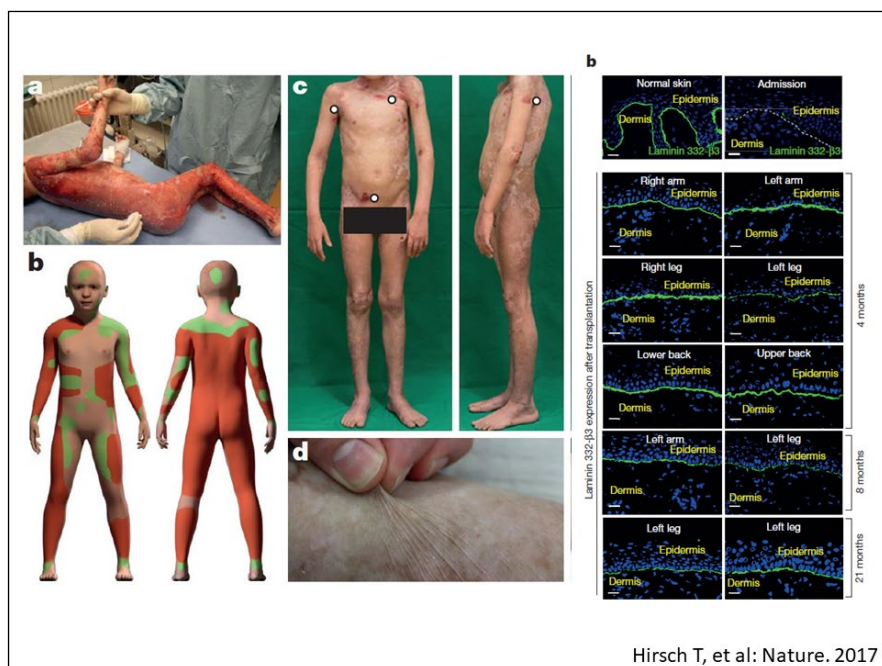 a
b
c
d
b
Normal skin
Epidermis
Dermis
Laminin 332-β3
Admission
Epidermis
Dermis
Laminin 332-β3
Laminin 332-β3 expression after transplantation
Right arm
Epidermis
Dermis
Left arm
Epidermis
Dermis
Right leg
Epidermis
Dermis
Left leg
Epidermis
Dermis
Lower back
Epidermis
Dermis
Upper back
Epidermis
Dermis
4 months
Left arm
Epidermis
Dermis
Left leg
Epidermis
Dermis
8 months
Left leg
Epidermis
Dermis
Left leg
Epidermis
Dermis
21 months
Hirsch T, et al: Nature. 2017